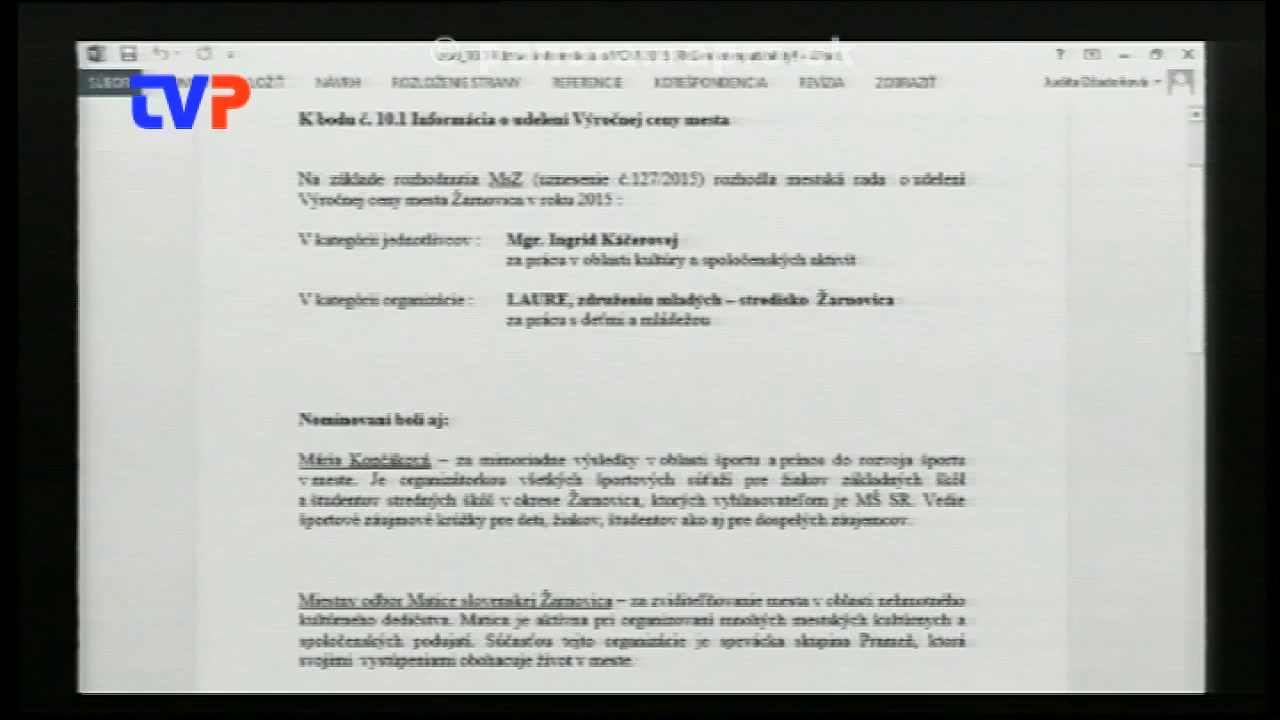 SÚBOR
NÁVRH
ROZLOŽENIE STRANY
REFERENCIE
KOREŠPONDENCIA
REVÍZIA
ZOBRAZIŤ
Judita
TVP
K bodu č. 10.1 Informácia o udelení Výročnej ceny mesta
Na základe rozhodnutia MsZ (uznesenie č.127/2015) rozhodla mestská rada o udelení
Výročnej ceny mesta Žarnovica v roku 2015 :
V kategórii jednotlivcov : Mgr. Ingrid Káčerovej
za prácu v oblasti kultúry a spoločenských aktivít
V kategórii organizácie : LAURE, združeniu mladých – stredisko Žarnovica
za prácu s deťmi a mládežou
Nominovaní boli aj:
Mária Končáková – za mimoriadne výsledky v oblasti športu a prínos do rozvoja športu
v meste. Je organizátorkou všetkých športových súťaží pre žiakov základných škôl
a študentov stredných škôl v okrese Žarnovica, ktorých vyhlasovateľom je MŠ SR. Vedie
športové záujmové krúžky pre deti, žiakov, študentov ako aj pre dospelých záujemcov.
Miestny odbor Matice slovenskej Žarnovica – za zviditeľňovanie mesta v oblasti nehmotného
kultúrneho dedičstva. Matica je aktívna pri organizovaní mnohých mestských kultúrnych a
spoločenských podujatí. Súčasťou tejto organizácie je spevácka skupina Prameň, ktorá
svojimi vystúpeniami obohacuje život v meste.